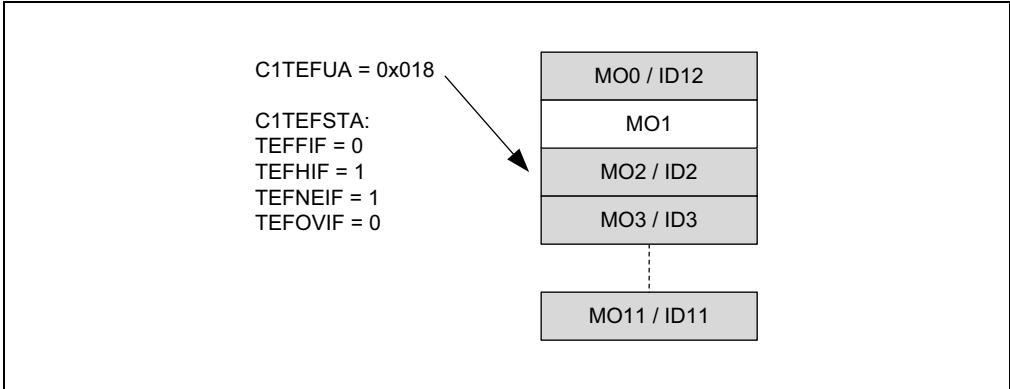 C1TEFUA = 0x018
C1TEFSTA:
TEFFIF = 0
TEFHIF = 1
TEFNEIF = 1
TEFOVIF = 0
MO0 / ID12
MO1
MO2 / ID2
MO3 / ID3
MO11 / ID11